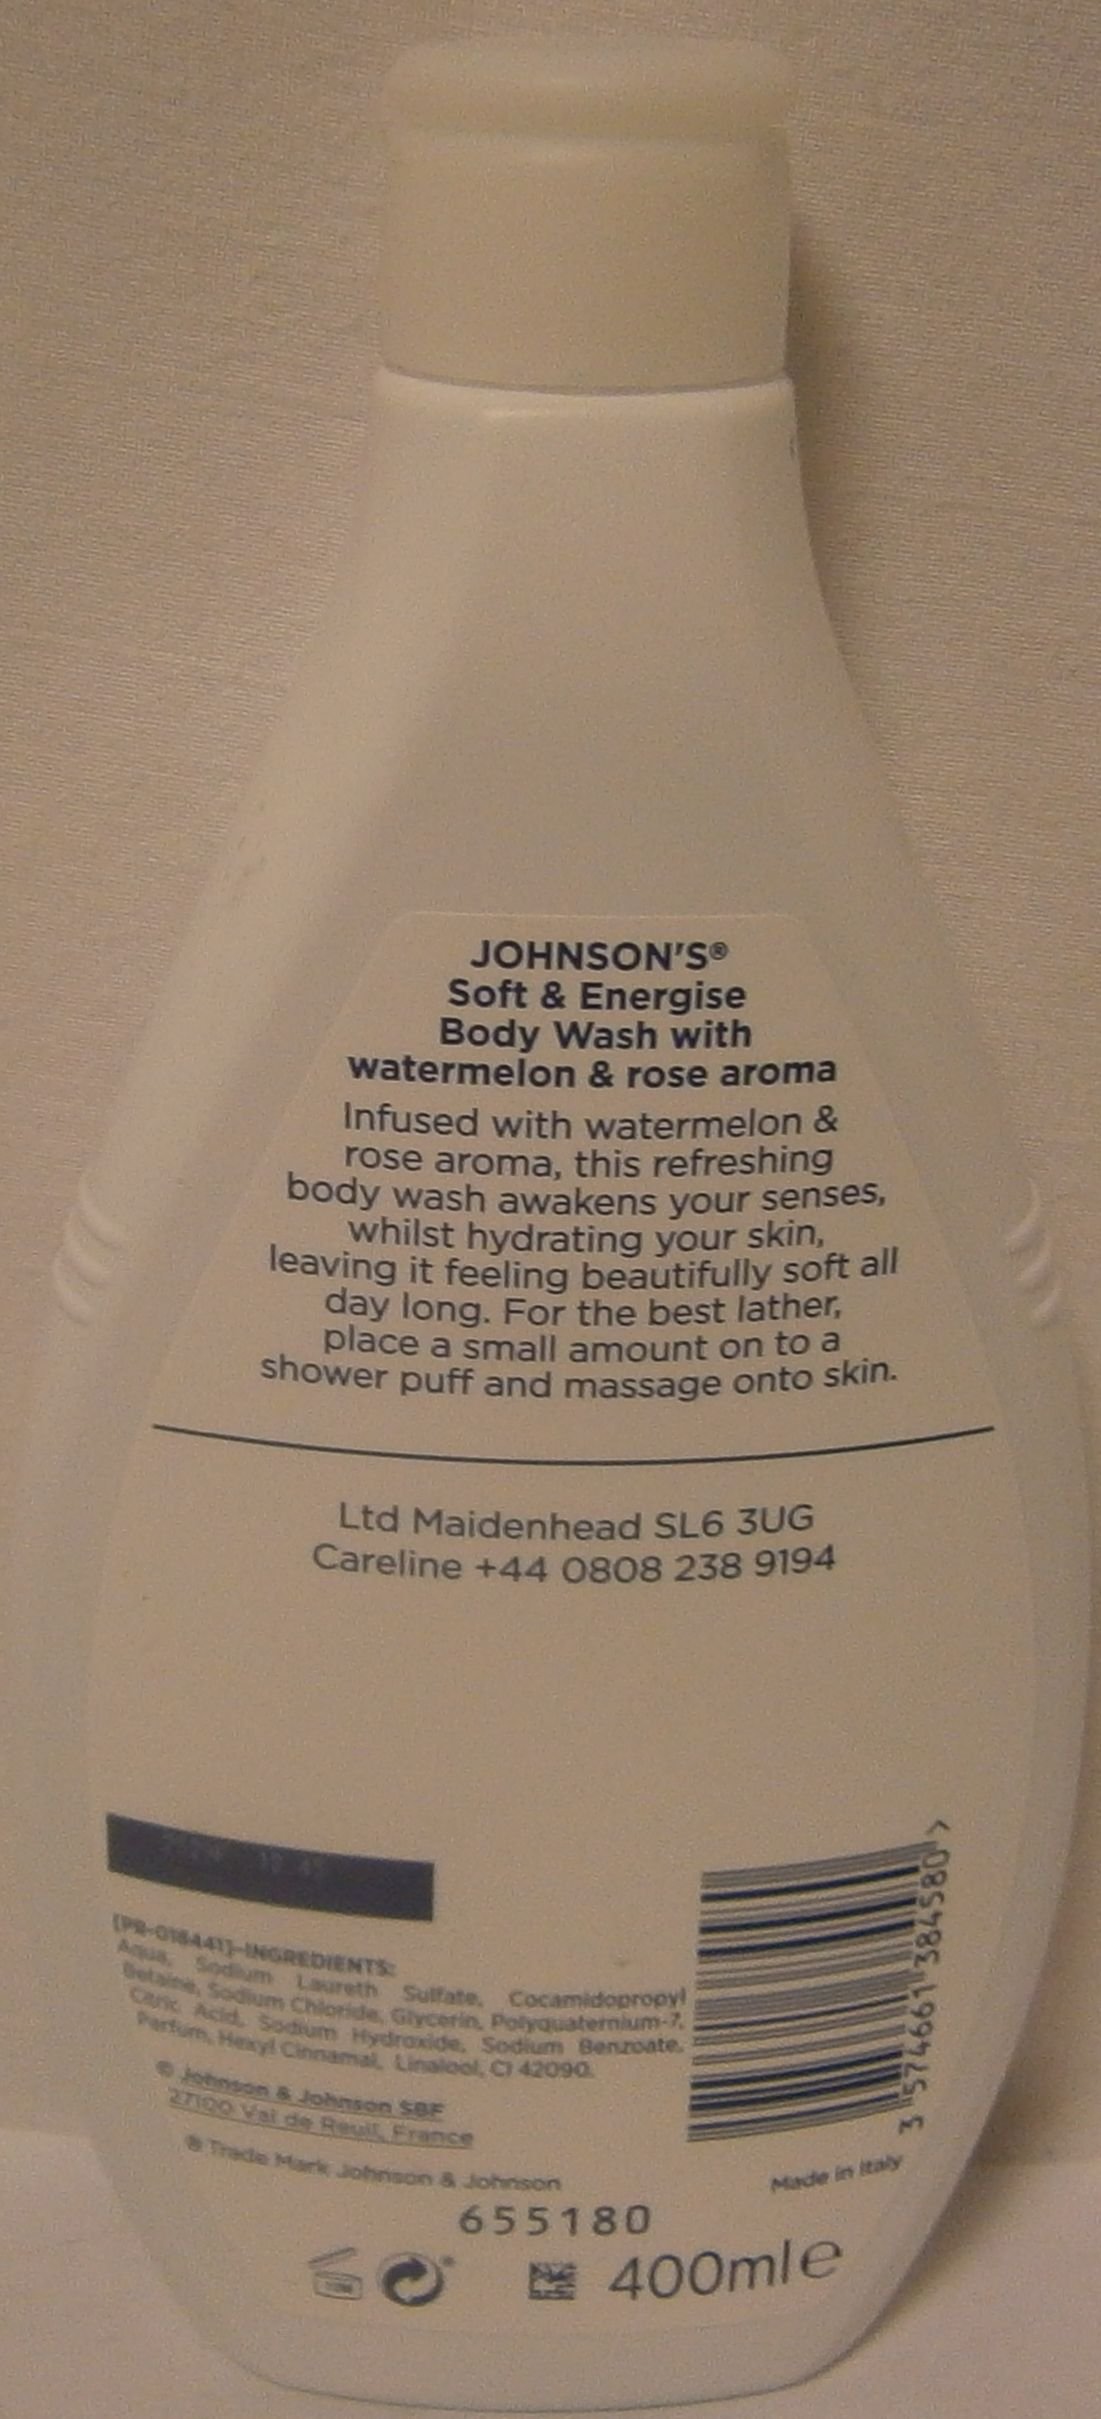 JOHNSON'S®
Soft & Energise
Body Wash with
watermelon & rose aroma
Infused with watermelon &
rose aroma, this refreshing
body wash awakens your senses,
whilst hydrating your skin,
leaving it feeling beautifully soft all
day long. For the best lather,
place a small amount on to a
shower puff and massage onto skin.
Ltd Maidenhead SL6 3UG
Careline +44 0808 238 9194
[PR-018441]-INGREDIENTS:
Aqua, Sodium Laureth Sulfate, Cocamidopropyl
Betaine, Sodium Chloride, Glycerin, Polyquaternium-7,
Citric Acid, Sodium Hydroxide, Sodium Benzoate,
Parfum, Hexyl Cinnamal, Linalool, CI 42090.
© Johnson & Johnson SBF
27100 Val de Reuil, France
® Trade Mark Johnson & Johnson
3 574661 384580 >
Made in Italy
655180
400ml e